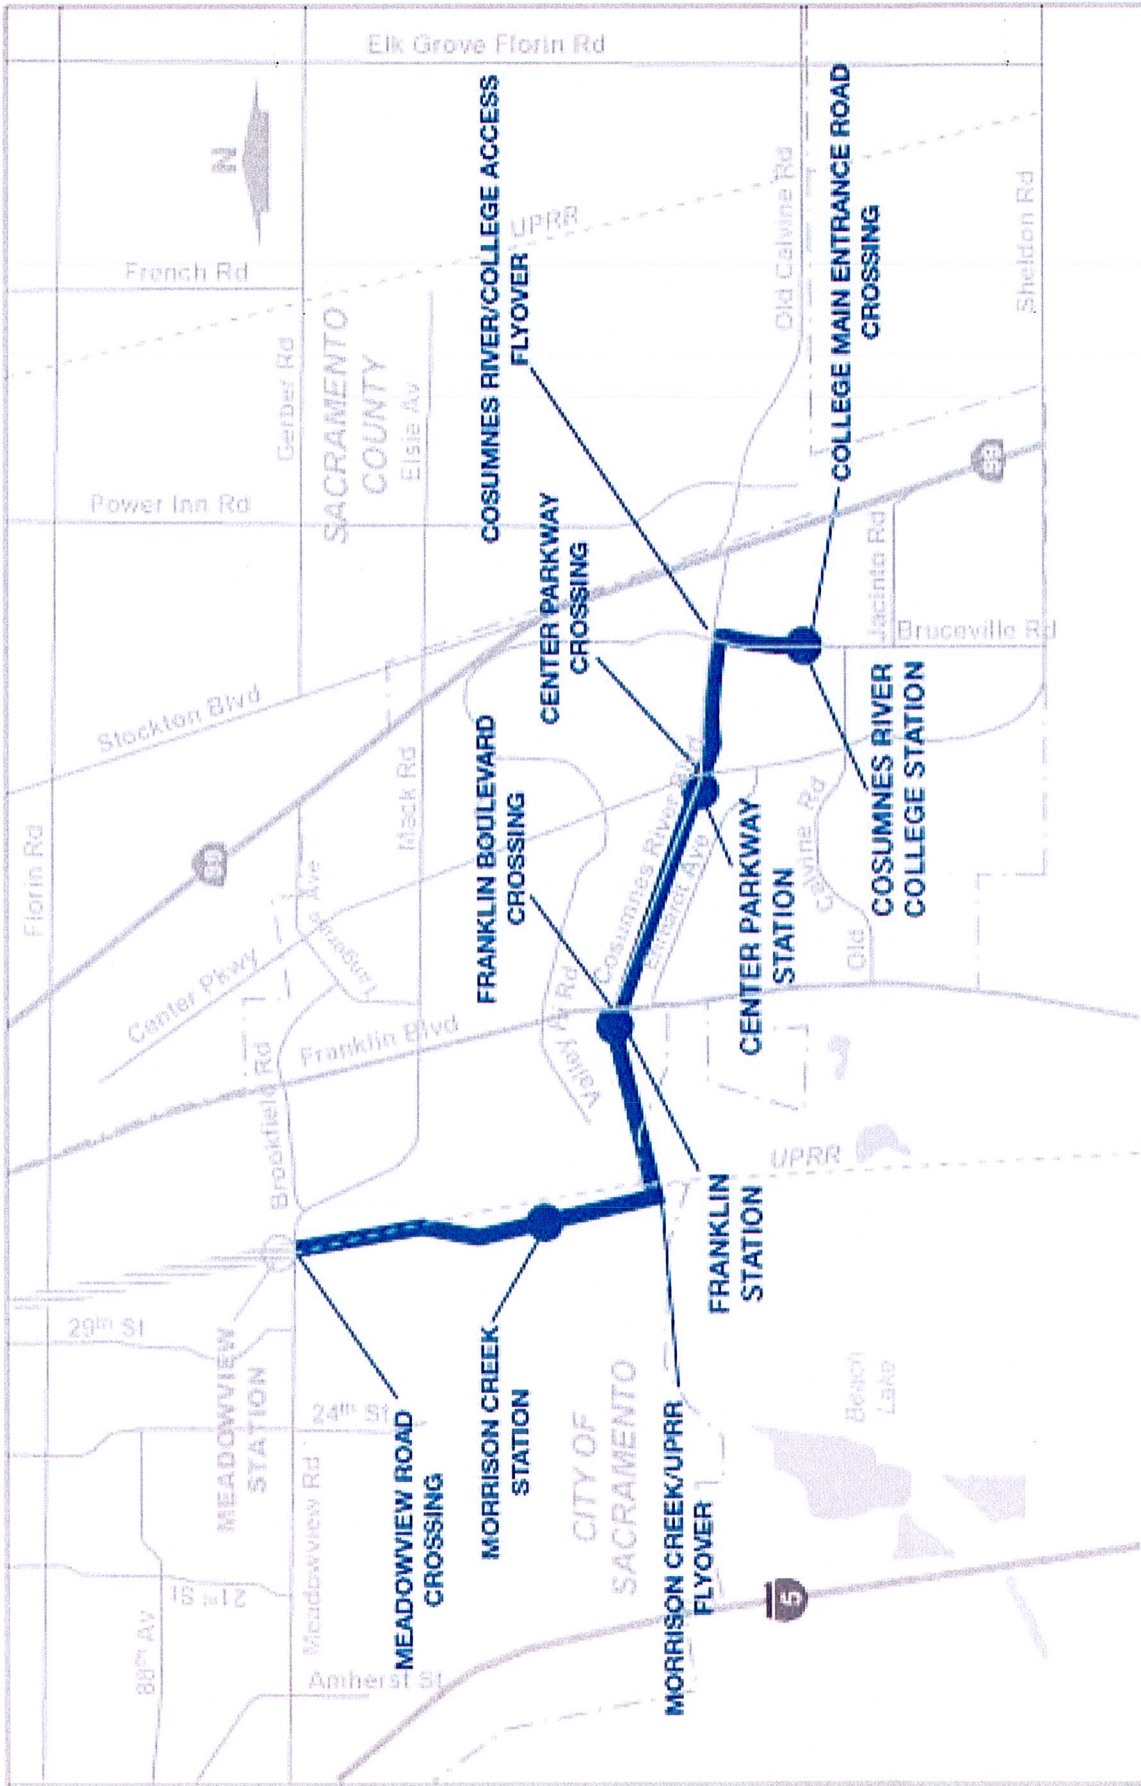 Elk Grove Florin Rd
N
French Rd
UPRR
Gerber Rd
SACRAMENTO
COUNTY
Elsie Av
Power Inn Rd
Old Calvine Rd
Sheldon Rd
COSUMNES RIVER/COLLEGE ACCESS
FLYOVER
COLLEGE MAIN ENTRANCE ROAD
CROSSING
99
Stockton Blvd
CENTER PARKWAY
CROSSING
Jacinto Rd
Bruceville Rd
Florin Rd
Mack Rd
FRANKLIN BOULEVARD
CROSSING
Cosumnes River Blvd
Ehrhardt Ave
Calvine Rd
Old
COSUMNES RIVER
COLLEGE STATION
CENTER PARKWAY
STATION
Center Pkwy
Tangerine Ave
Franklin Blvd
Valley Hi Rd
Brookfield Rd
UPRR
FRANKLIN
STATION
29th St
MEADOWVIEW
STATION
24th St
MEADOWVIEW ROAD
CROSSING
MORRISON CREEK
STATION
CITY OF
SACRAMENTO
MORRISON CREEK/UPRR
FLYOVER
Beach
Lake
21st St
Meadowview Rd
88th Av
Amherst St
5